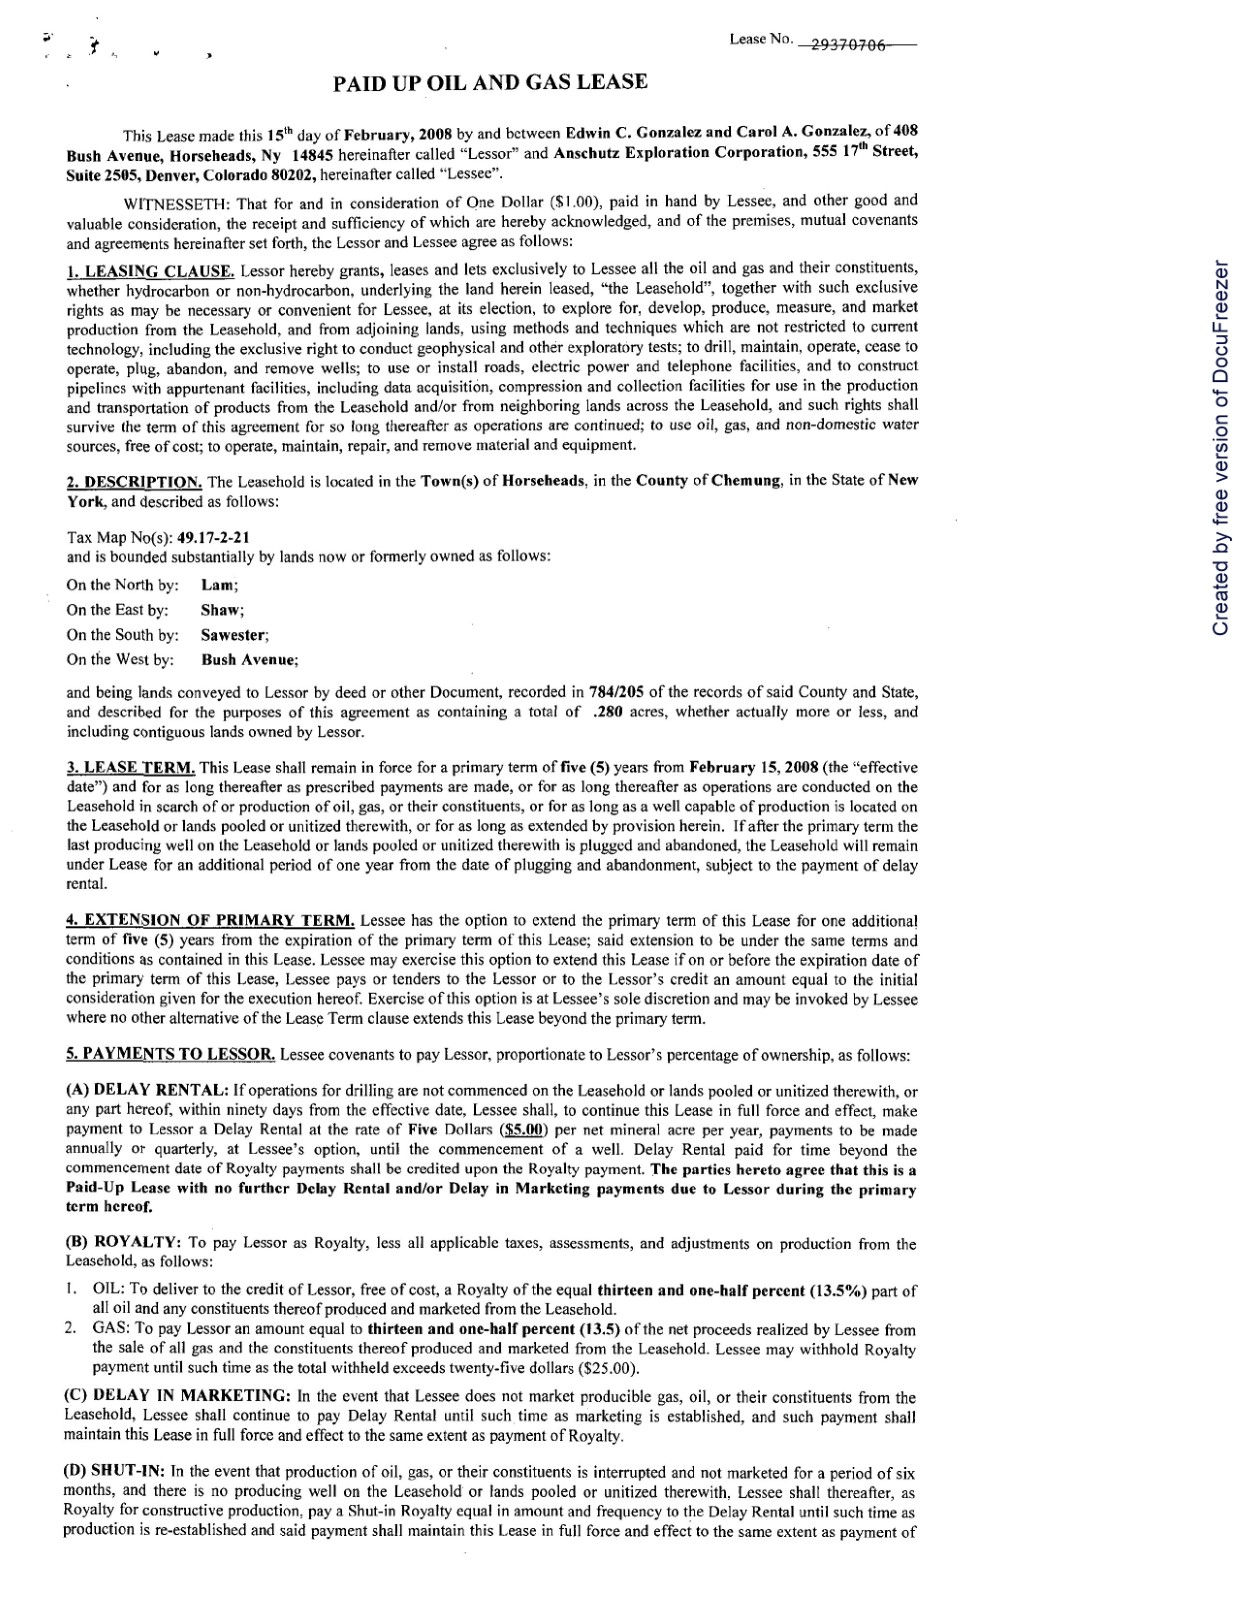 Lease No. 29370706
PAID UP OIL AND GAS LEASE
This Lease made this 15th day of February, 2008 by and between Edwin C. Gonzalez and Carol A. Gonzalez, of 408
Bush Avenue, Horseheads, Ny 14845 hereinafter called “Lessor” and Anschutz Exploration Corporation, 555 17th Street,
Suite 2505, Denver, Colorado 80202, hereinafter called “Lessee”.
WITNESSETH: That for and in consideration of One Dollar ($1.00), paid in hand by Lessee, and other good and
valuable consideration, the receipt and sufficiency of which are hereby acknowledged, and of the premises, mutual covenants
and agreements hereinafter set forth, the Lessor and Lessee agree as follows:
1. LEASING CLAUSE. Lessor hereby grants, leases and lets exclusively to Lessee all the oil and gas and their constituents,
whether hydrocarbon or non-hydrocarbon, underlying the land herein leased, “the Leasehold”, together with such exclusive
rights as may be necessary or convenient for Lessee, at its election, to explore for, develop, produce, measure, and market
production from the Leasehold, and from adjoining lands, using methods and techniques which are not restricted to current
technology, including the exclusive right to conduct geophysical and other exploratory tests; to drill, maintain, operate, cease to
operate, plug, abandon, and remove wells; to use or install roads, electric power and telephone facilities, and to construct
pipelines with appurtenant facilities, including data acquisition, compression and collection facilities for use in the production
and transportation of products from the Leasehold and/or from neighboring lands across the Leasehold, and such rights shall
survive the term of this agreement for so long thereafter as operations are continued; to use oil, gas, and non-domestic water
sources, free of cost; to operate, maintain, repair, and remove material and equipment.
2. DESCRIPTION. The Leasehold is located in the Town(s) of Horseheads, in the County of Chemung, in the State of New
York, and described as follows:
Tax Map No(s): 49.17-2-21
and is bounded substantially by lands now or formerly owned as follows:
On the North by: Lam;
On the East by: Shaw;
On the South by: Sawester;
On the West by: Bush Avenue;
and being lands conveyed to Lessor by deed or other Document, recorded in 784/205 of the records of said County and State,
and described for the purposes of this agreement as containing a total of .280 acres, whether actually more or less, and
including contiguous lands owned by Lessor.
3. LEASE TERM. This Lease shall remain in force for a primary term of five (5) years from February 15, 2008 (the “effective
date”) and for as long thereafter as prescribed payments are made, or for as long thereafter as operations are conducted on the
Leasehold in search of or production of oil, gas, or their constituents, or for as long as a well capable of production is located on
the Leasehold or lands pooled or unitized therewith, or for as long as extended by provision herein. If after the primary term the
last producing well on the Leasehold or lands pooled or unitized therewith is plugged and abandoned, the Leasehold will remain
under Lease for an additional period of one year from the date of plugging and abandonment, subject to the payment of delay
rental.
4. EXTENSION OF PRIMARY TERM. Lessee has the option to extend the primary term of this Lease for one additional
term of five (5) years from the expiration of the primary term of this Lease; said extension to be under the same terms and
conditions as contained in this Lease. Lessee may exercise this option to extend this Lease if on or before the expiration date of
the primary term of this Lease, Lessee pays or tenders to the Lessor or to the Lessor’s credit an amount equal to the initial
consideration given for the execution hereof. Exercise of this option is at Lessee’s sole discretion and may be invoked by Lessee
where no other alternative of the Lease Term clause extends this Lease beyond the primary term.
5. PAYMENTS TO LESSOR. Lessee covenants to pay Lessor, proportionate to Lessor’s percentage of ownership, as follows:
(A) DELAY RENTAL: If operations for drilling are not commenced on the Leasehold or lands pooled or unitized therewith, or
any part hereof, within ninety days from the effective date, Lessee shall, to continue this Lease in full force and effect, make
payment to Lessor a Delay Rental at the rate of Five Dollars ($5.00) per net mineral acre per year, payments to be made
annually or quarterly, at Lessee’s option, until the commencement of a well. Delay Rental paid for time beyond the
commencement date of Royalty payments shall be credited upon the Royalty payment. The parties hereto agree that this is a
Paid-Up Lease with no further Delay Rental and/or Delay in Marketing payments due to Lessor during the primary
term hereof.
(B) ROYALTY: To pay Lessor as Royalty, less all applicable taxes, assessments, and adjustments on production from the
Leasehold, as follows:
1. OIL: To deliver to the credit of Lessor, free of cost, a Royalty of the equal thirteen and one-half percent (13.5%) part of
all oil and any constituents thereof produced and marketed from the Leasehold.
2. GAS: To pay Lessor an amount equal to thirteen and one-half percent (13.5) of the net proceeds realized by Lessee from
the sale of all gas and the constituents thereof produced and marketed from the Leasehold. Lessee may withhold Royalty
payment until such time as the total withheld exceeds twenty-five dollars ($25.00).
(C) DELAY IN MARKETING: In the event that Lessee does not market producible gas, oil, or their constituents from the
Leasehold, Lessee shall continue to pay Delay Rental until such time as marketing is established, and such payment shall
maintain this Lease in full force and effect to the same extent as payment of Royalty.
(D) SHUT-IN: In the event that production of oil, gas, or their constituents is interrupted and not marketed for a period of six
months, and there is no producing well on the Leasehold or lands pooled or unitized therewith, Lessee shall thereafter, as
Royalty for constructive production, pay a Shut-in Royalty equal in amount and frequency to the Delay Rental until such time as
production is re-established and said payment shall maintain this Lease in full force and effect to the same extent as payment of
Created by free version of DocuFreezer